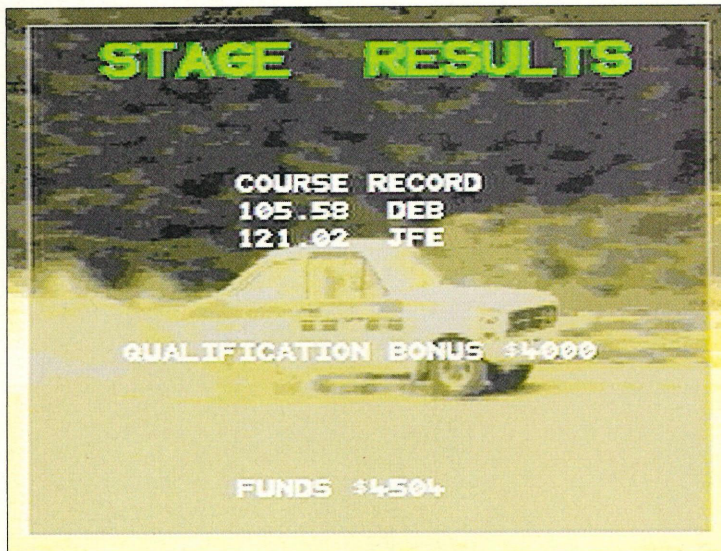 STAGE RESULTS
COURSE RECORD
105.58 DEB
121.02 JFE
QUALIFICATION BONUS $4000
FUNDS $4504